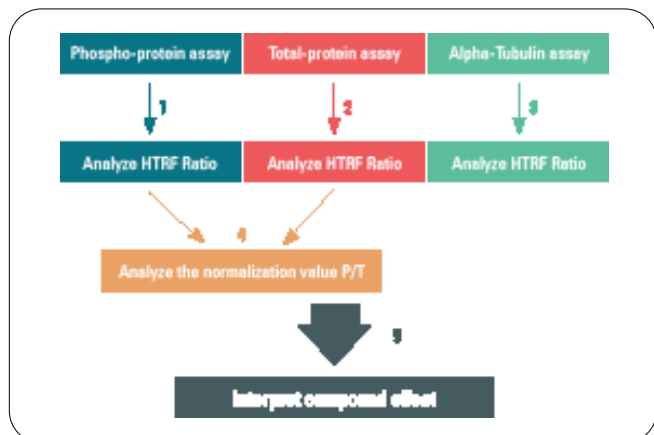 Phospho-protein assay
Total-protein assay
Alpha-Tubulin assay
1
2
3
Analyze HTRF Ratio
Analyze HTRF Ratio
Analyze HTRF Ratio
4
Analyze the normalization value P/T
5
Interpret compound effect